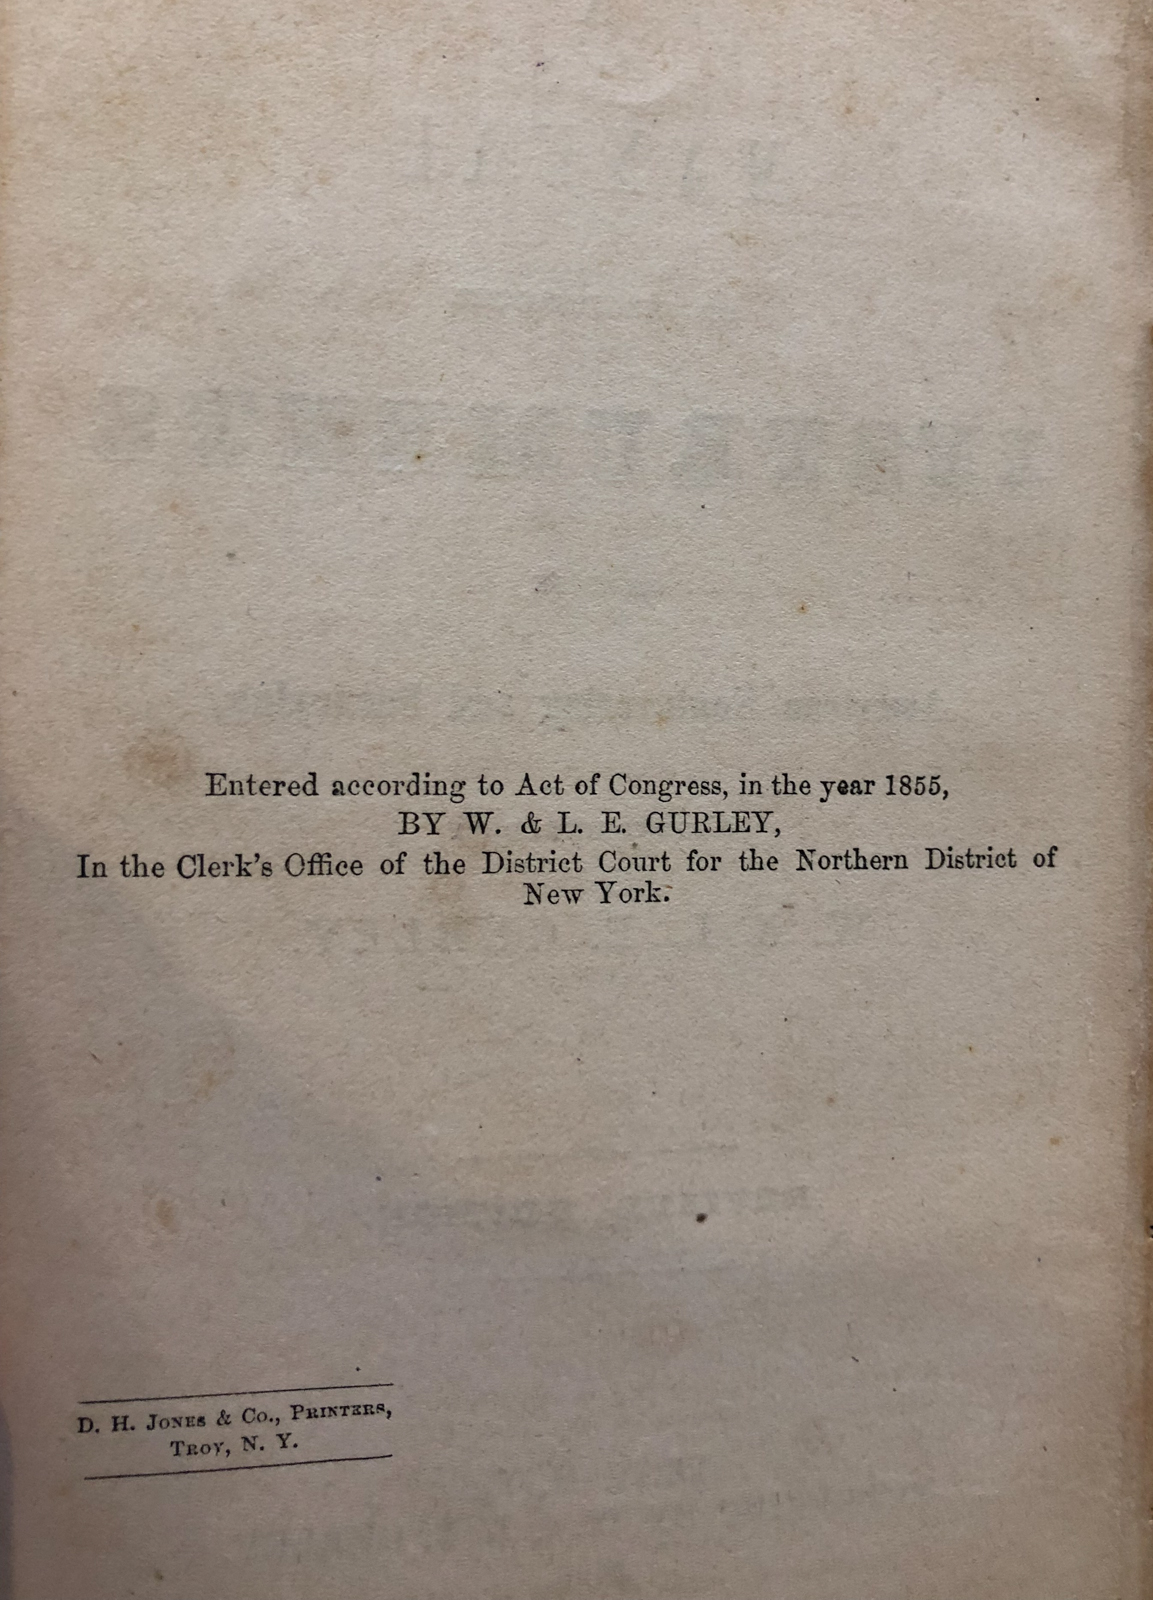 Entered according to Act of Congress, in the year 1855,
BY W. & L. E. GURLEY,
In the Clerk's Office of the District Court for the Northern District of
New York.
D. H. JONES & CO., PRINTERS,
TROY, N. Y.